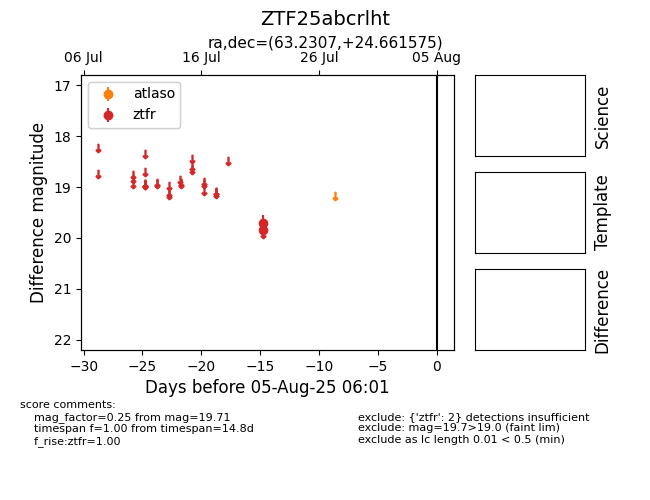 ZTF25abcrlht
ra,dec=(63.2307,+24.661575)
06 Jul 16 Jul 26 Jul 05 Aug
17
18
19
20
21
22
Difference magnitude
atlaso
ztfr
−30 −25 −20 −15 −10 −5 0
Days before 05-Aug-25 06:01
Science
Template
Difference
score comments:
mag_factor=0.25 from mag=19.71
timespan f=1.00 from timespan=14.8d
f_rise:ztfr=1.00
exclude: {'ztfr': 2} detections insufficient
exclude: mag=19.7>19.0 (faint lim)
exclude as lc length 0.01 < 0.5 (min)